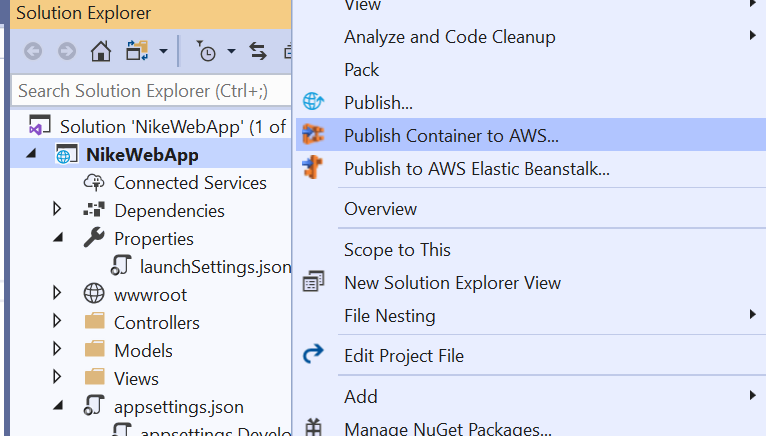 Solution Explorer
Search Solution Explorer (Ctrl+;)
Solution 'NikeWebApp' (1 of
NikeWebApp
Connected Services
Dependencies
Properties
launchSettings.json
wwwroot
Controllers
Models
Views
appsettings.json
appsettings.Develo
View
Analyze and Code Cleanup
Pack
Publish...
Publish Container to AWS...
Publish to AWS Elastic Beanstalk...
Overview
Scope to This
New Solution Explorer View
File Nesting
Edit Project File
Add
Manage NuGet Packages...